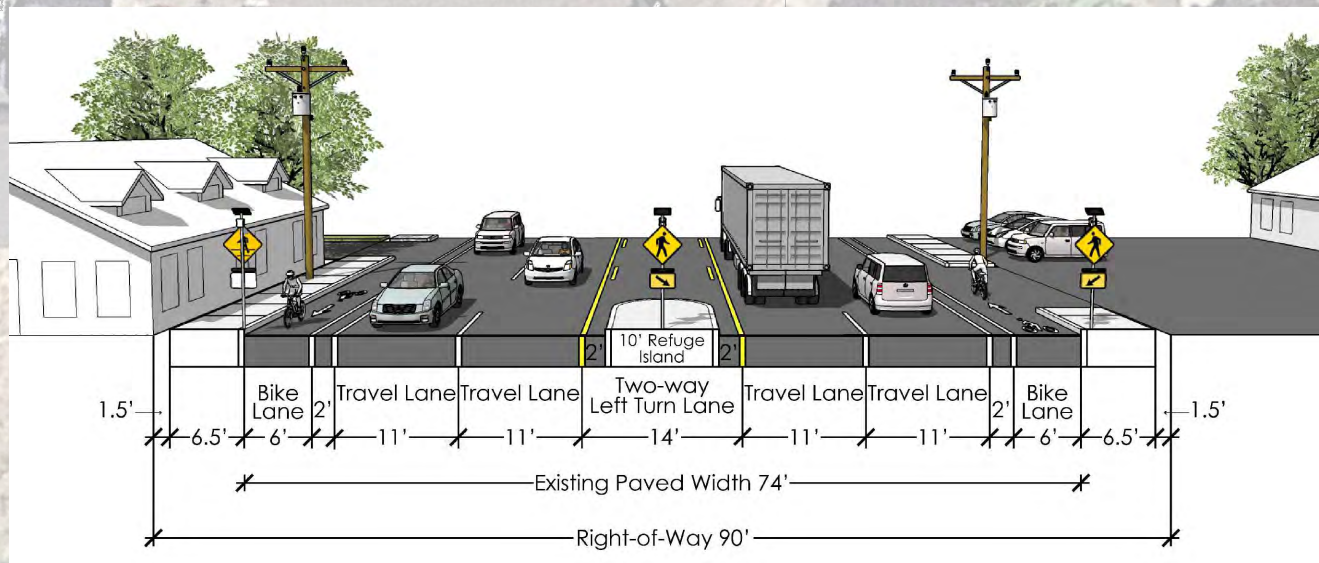 2'
10' Refuge
Island
2'
Bike
Lane
2'
Travel Lane
Travel Lane
Two-way
Left Turn Lane
Travel Lane
Travel Lane
2'
Bike
Lane
1.5'
6.5'
6'
11'
11'
14'
11'
11'
6'
6.5'
1.5'
Existing Paved Width 74'
Right-of-Way 90'